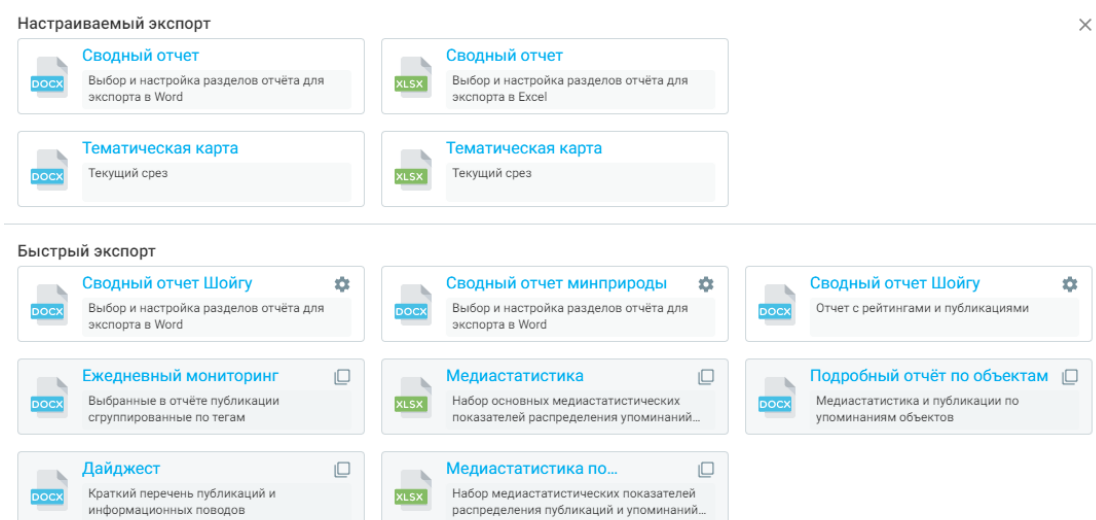 Настраиваемый экспорт
DOCX
Сводный отчет
Выбор и настройка разделов отчёта для
экспорта в Word
XLSX
Сводный отчет
Выбор и настройка разделов отчёта для
экспорта в Excel
DOCX
Тематическая карта
Текущий срез
XLSX
Тематическая карта
Текущий срез
Быстрый экспорт
DOCX
Сводный отчет Шойгу
Выбор и настройка разделов отчёта для
экспорта в Word
DOCX
Сводный отчет минприроды
Выбор и настройка разделов отчёта для
экспорта в Word
DOCX
Сводный отчет Шойгу
Отчет с рейтингами и публикациями
DOCX
Ежедневный мониторинг
Выбранные в отчёте публикации
сгруппированные по тегам
XLSX
Медиастатистика
Набор основных медиастатистических
показателей распределения упоминаний...
DOCX
Подробный отчёт по объектам
Медиастатистика и публикации по
упоминаниям объектов
DOCX
Дайджест
Краткий перечень публикаций и
информационных поводов
XLSX
Медиастатистика по...
Набор медиастатистических показателей
распределения публикаций и упоминаний...